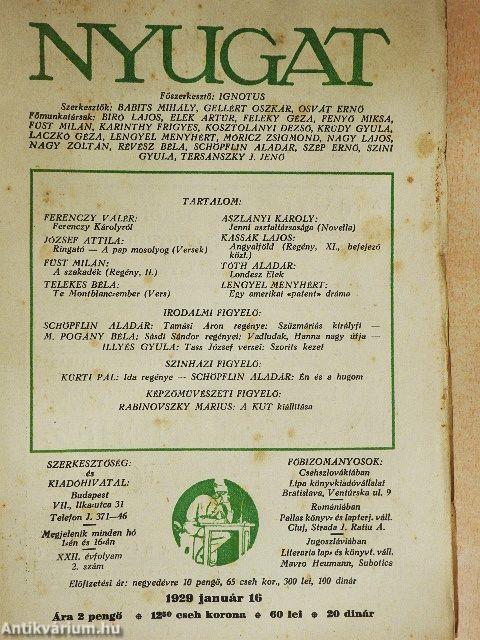 NYUGAT
Főszerkesztő: IGNOTUS
Szerkesztők: BABITS MIHÁLY, GELLÉRT OSZKÁR, OSVÁT ERNŐ
Főmunkatársak: BIRÓ LAJOS, ELEK ARTUR, FELEKY GÉZA, FENYŐ MIKSA,
FÜST MILÁN, KARINTHY FRIGYES, KOSZTOLÁNYI DEZSŐ, KRÚDY GYULA,
LACZKÓ GÉZA, LENGYEL MENYHÉRT, MÓRICZ ZSIGMOND, NAGY LAJOS,
NAGY ZOLTÁN, RÉVÉSZ BÉLA, SCHÖPFLIN ALADÁR, SZÉP ERNŐ, SZINI
GYULA, TERSÁNSZKY J. JENŐ
TARTALOM:
FERENCZY VALÉR:
Ferenczy Károlyról
JÓZSEF ATTILA:
Ringató — A pap mosolyog (Versek)
FÜST MILÁN:
A szakadék (Regény, II.)
TELEKES BÉLA:
Te Montblanc-ember (Vers)
ASZLÁNYI KÁROLY:
Jenni asztaltársasága (Novella)
KASSÁK LAJOS:
Angyalföld (Regény, XI., befejező
közl.)
TÓTH ALADÁR:
Londesz Elek
LENGYEL MENYHÉRT:
Egy amerikai „patent" dráma
IRODALMI FIGYELŐ:
SCHÖPFLIN ALADÁR: Tamási Áron regénye: Szűzmáriás királyfi —
M. POGÁNY BÉLA: Sásdi Sándor regényei; Vadludak, Hanna nagy útja —
ILLYÉS GYULA: Tass József versei: Szorits kezet
SZINHÁZI FIGYELŐ:
KÜRTI PÁL: Ida regénye — SCHÖPFLIN ALADÁR: Én és a hugom
KÉPZŐMŰVÉSZETI FIGYELŐ:
RABINOVSZKY MÁRIUS: A KUT kiállítása
SZERKESZTŐSÉG:
és
KIADÓHIVATAL:
Budapest
VII., Ilka-utca 31
Telefon J. 371—46
Megjelenik minden hó
1-én és 16-án
XXII. évfolyam
2. szám
FŐBIZOMÁNYOSOK:
Csehszlovákiában
Lipa könyvkiadóvállalat
Bratislava, Ventúrska ul. 9
Romániában
Pallas könyv- és lapterj. váll.
Cluj, Strada J. Ratiu A.
Jugoszláviában
Literaria lap- és könyvt. váll.
Mavro Heumann, Subotica
Előfizetési ár: negyedévre 10 pengő, 65 cseh kor., 300 lei, 100 dinár
1929 január 16
Ára 2 pengő + 12⁵⁰ cseh korona + 60 lei + 20 dinár
Antikvárium.hu